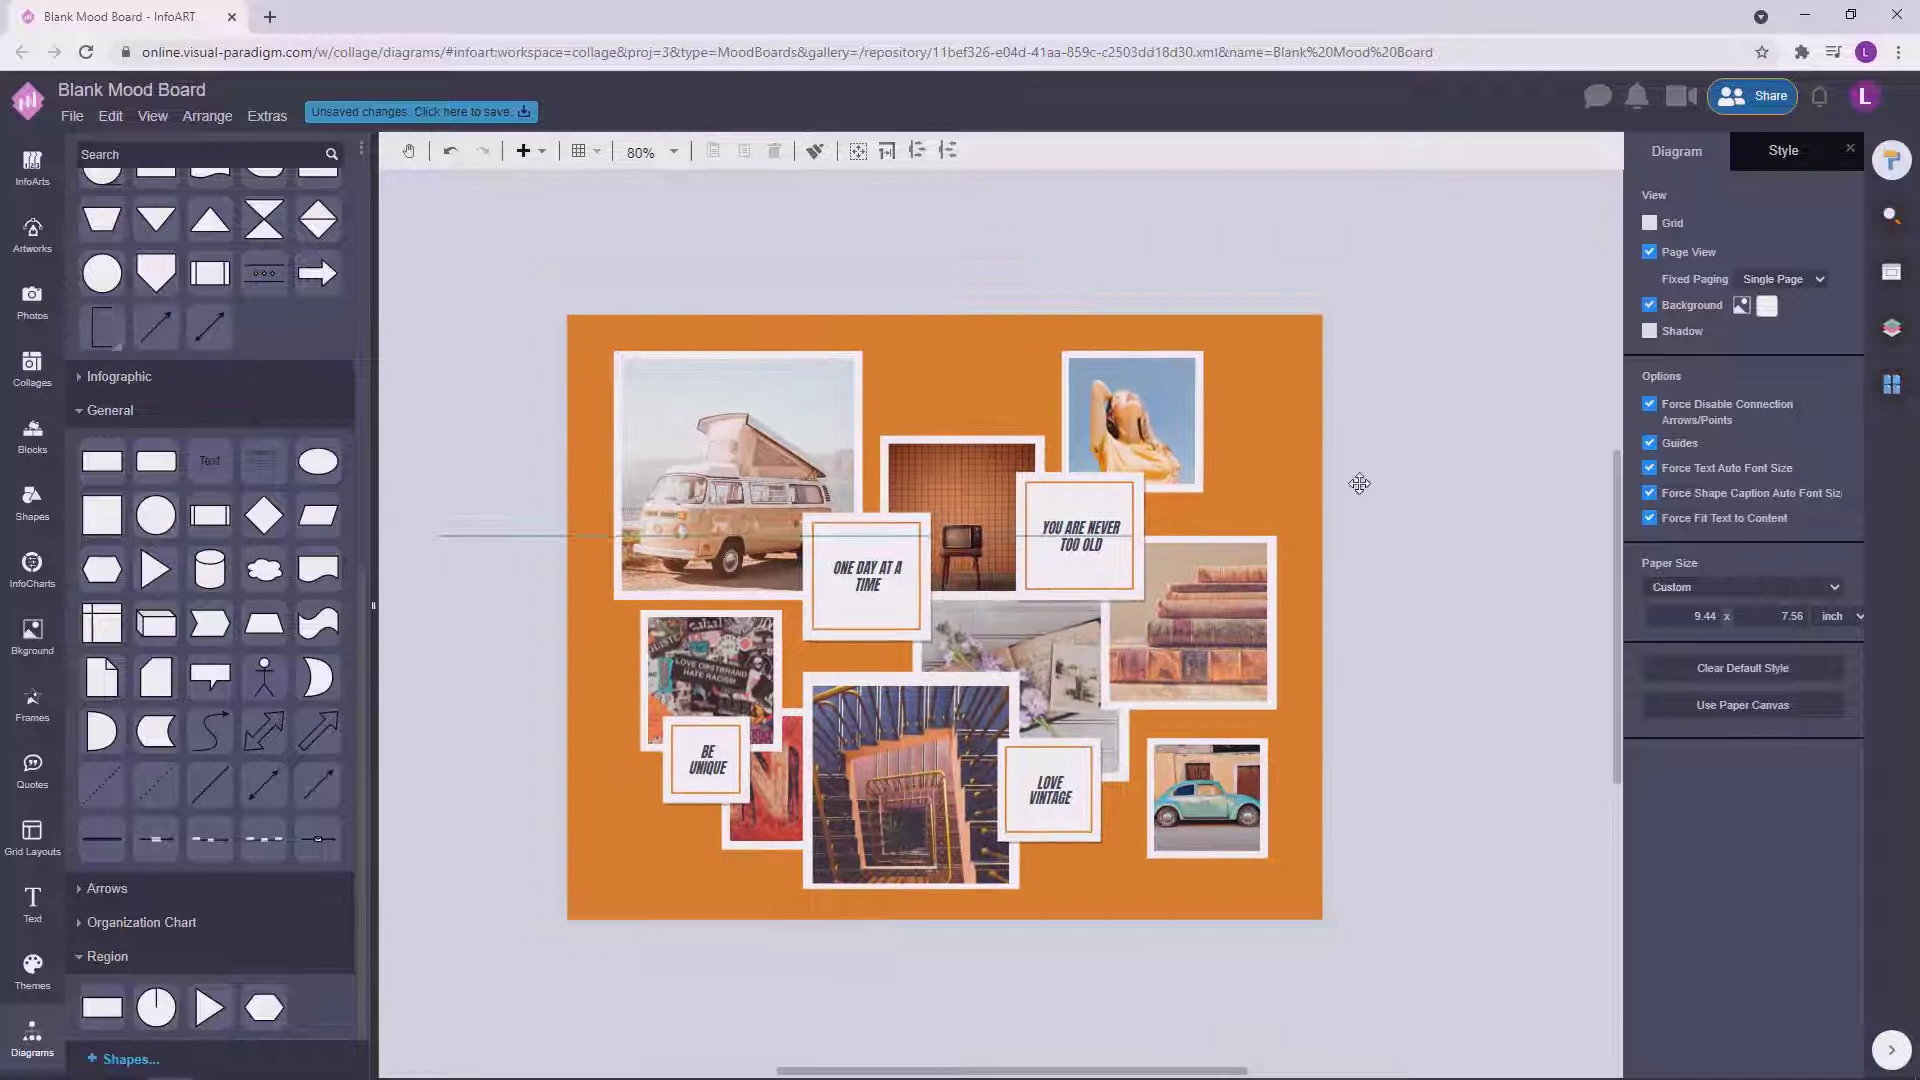 Blank Mood Board - InfoART
online.visual-paradigm.com/w/collage/diagrams/#infoart:workspace=collage&proj=3&type=MoodBoards&gallery=/repository/11bef326-e04d-41aa-859c-c2503dd18d30.xml&name=Blank%20Mood%20Board
L
Blank Mood Board
File Edit View Arrange Extras
Unsaved changes. Click here to save.
Share
L
InfoArts
Artworks
Photos
Collages
Blocks
Shapes
InfoCharts
Bkground
Frames
Quotes
Grid Layouts
Text
Themes
Diagrams
Search
Infographic
General
Text
Arrows
Organization Chart
Region
+ Shapes...
80%
ONE DAY AT A
TIME
YOU ARE NEVER
TOO OLD
LOVE
HATE RACISM
BE
UNIQUE
LOVE
VINTAGE
Diagram
Style
View
Grid
Page View
Fixed Paging Single Page
Background
Shadow
Options
Force Disable Connection
Arrows/Points
Guides
Force Text Auto Font Size
Force Shape Caption Auto Font Siz
Force Fit Text to Content
Paper Size
Custom
9.44 x 7.56 inch
Clear Default Style
Use Paper Canvas